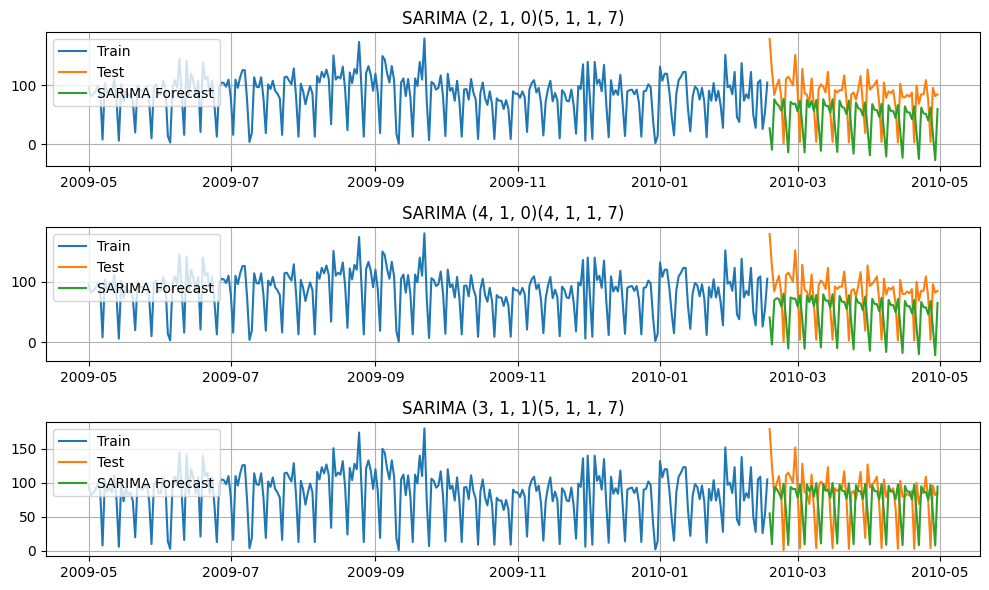 SARIMA (2, 1, 0)(5, 1, 1, 7)
Train
Test
SARIMA Forecast
100
0
2009-05 2009-07 2009-09 2009-11 2010-01 2010-03 2010-05
SARIMA (4, 1, 0)(4, 1, 1, 7)
Train
Test
SARIMA Forecast
100
0
2009-05 2009-07 2009-09 2009-11 2010-01 2010-03 2010-05
SARIMA (3, 1, 1)(5, 1, 1, 7)
150
Train
Test
SARIMA Forecast
100
50
0
2009-05 2009-07 2009-09 2009-11 2010-01 2010-03 2010-05